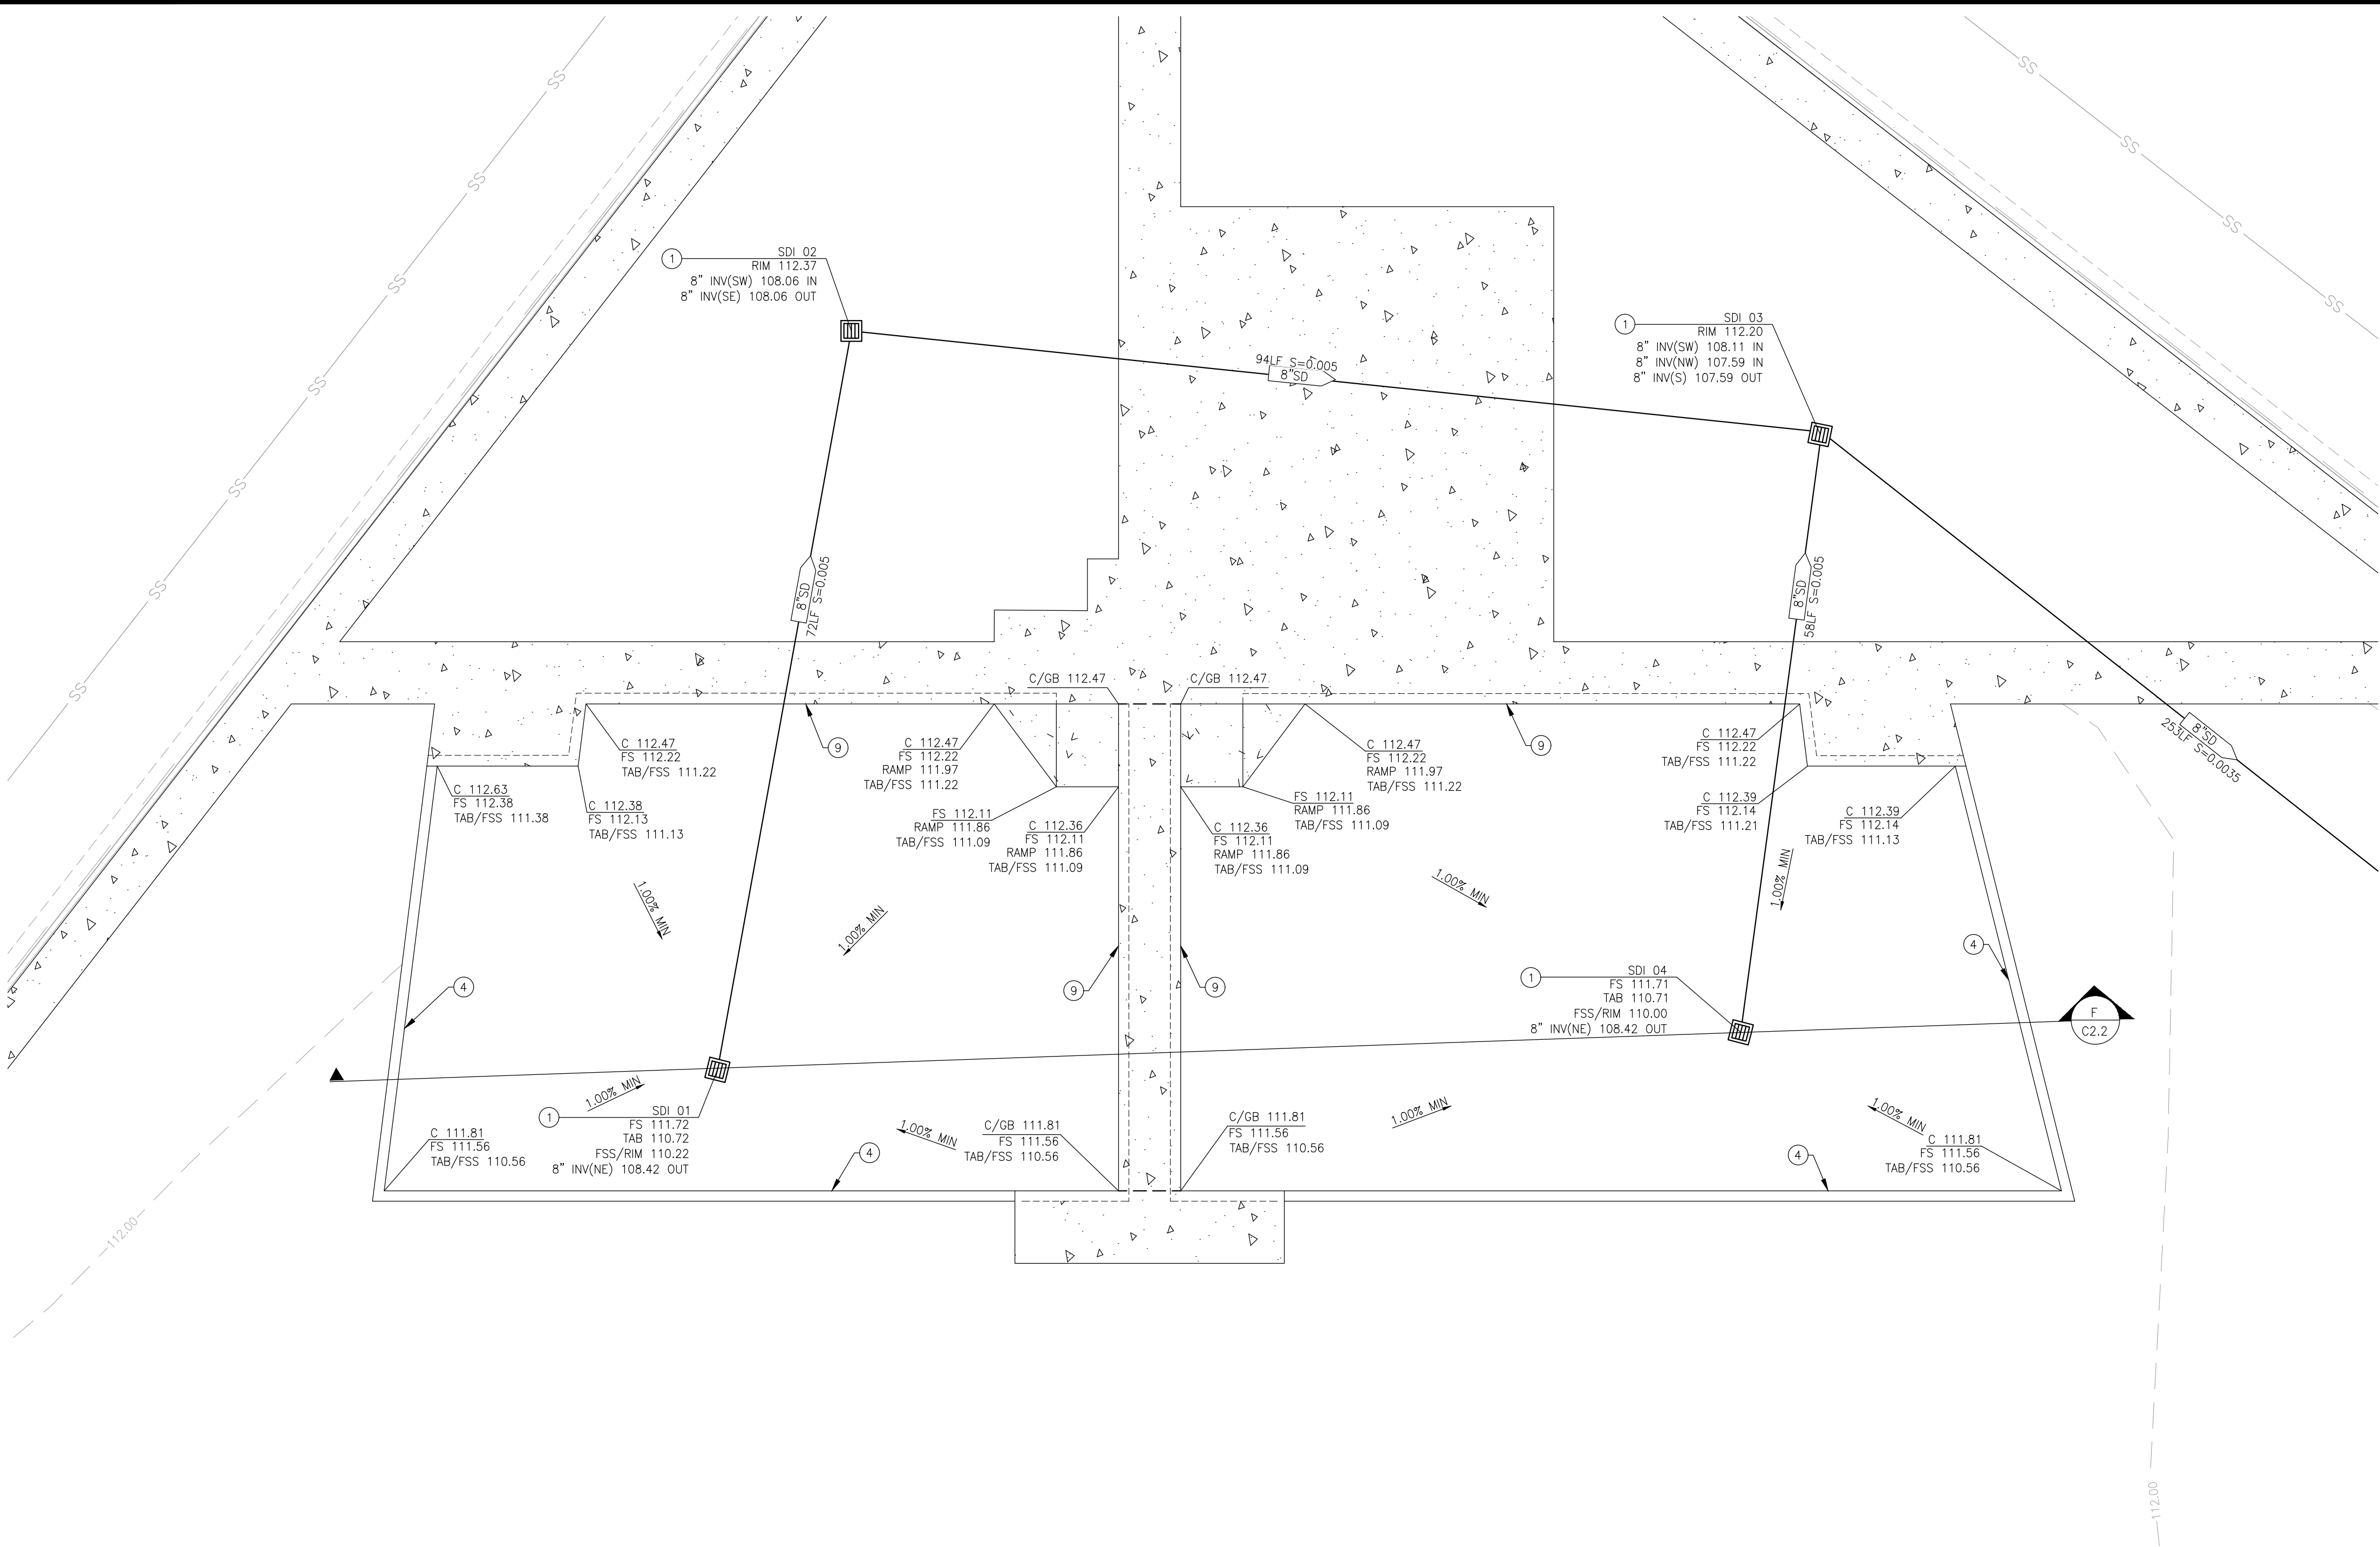 SS
SS
SS
SS
SS
SS
SS
SS
SS
SS
SS
1
SDI 02
RIM 112.37
8" INV(SW) 108.06 IN
8" INV(SE) 108.06 OUT
94LF S=0.005
8"SD
1
SDI 03
RIM 112.20
8" INV(SW) 108.11 IN
8" INV(NW) 107.59 IN
8" INV(S) 107.59 OUT
8"SD
72LF S=0.005
8"SD
58LF S=0.005
8"SD
253LF S=0.0035
C/GB 112.47
C/GB 112.47
C 112.47
FS 112.22
TAB/FSS 111.22
9
C 112.47
FS 112.22
RAMP 111.97
TAB/FSS 111.22
C 112.47
FS 112.22
RAMP 111.97
TAB/FSS 111.22
9
C 112.47
FS 112.22
TAB/FSS 111.22
C 112.63
FS 112.38
TAB/FSS 111.38
C 112.38
FS 112.13
TAB/FSS 111.13
FS 112.11
RAMP 111.86
TAB/FSS 111.09
C 112.36
FS 112.11
RAMP 111.86
TAB/FSS 111.09
C 112.36
FS 112.11
RAMP 111.86
TAB/FSS 111.09
FS 112.11
RAMP 111.86
TAB/FSS 111.09
C 112.39
FS 112.14
TAB/FSS 111.21
C 112.39
FS 112.14
TAB/FSS 111.13
1.00% MIN
1.00% MIN
1.00% MIN
1.00% MIN
4
9
9
4
1
SDI 04
FS 111.71
TAB 110.71
FSS/RIM 110.00
8" INV(NE) 108.42 OUT
F
C2.2
1.00% MIN
1
SDI 01
FS 111.72
TAB 110.72
FSS/RIM 110.22
8" INV(NE) 108.42 OUT
C 111.81
FS 111.56
TAB/FSS 110.56
4
1.00% MIN
C/GB 111.81
FS 111.56
TAB/FSS 110.56
C/GB 111.81
FS 111.56
TAB/FSS 110.56
1.00% MIN
4
1.00% MIN
C 111.81
FS 111.56
TAB/FSS 110.56
112.00
112.00